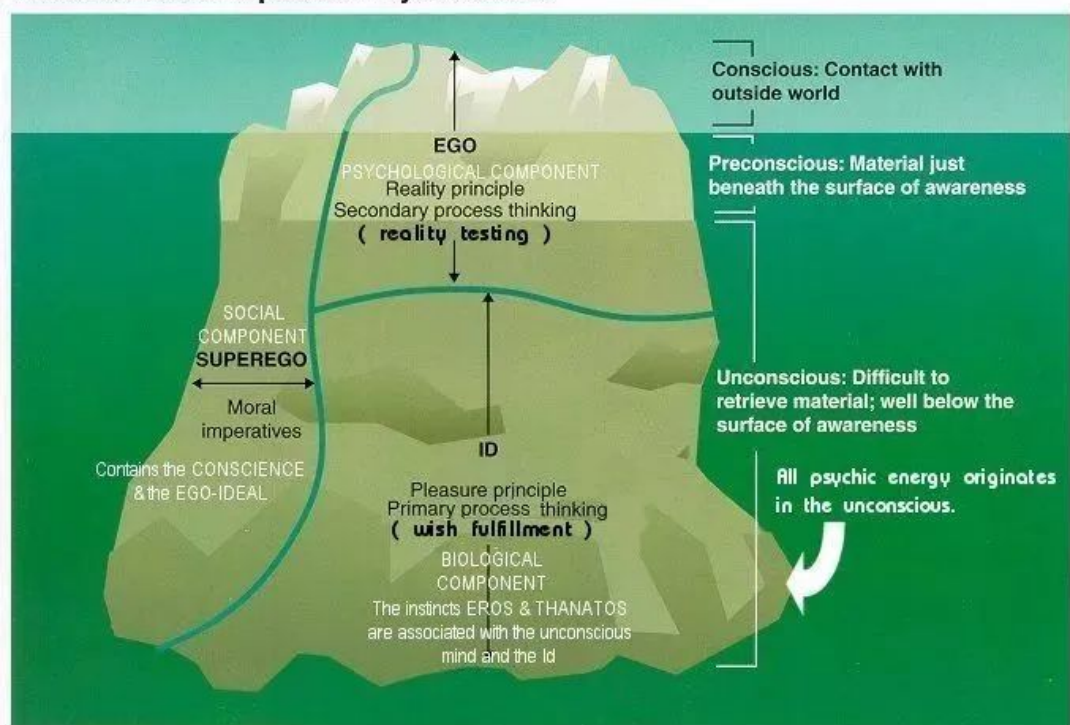 Conscious: Contact with
outside world
EGO
PSYCHOLOGICAL COMPONENT
Reality principle
Secondary process thinking
( reality testing )
Preconscious: Material just
beneath the surface of awareness
SOCIAL
COMPONENT
SUPEREGO
Moral
imperatives
Contains the CONSCIENCE
& the EGO-IDEAL
Unconscious: Difficult to
retrieve material; well below the
surface of awareness
ID
Pleasure principle
Primary process thinking
( wish fulfillment )
BIOLOGICAL
COMPONENT
The instincts EROS & THANATOS
are associated with the unconscious
mind and the Id
All psychic energy originates
in the unconscious.